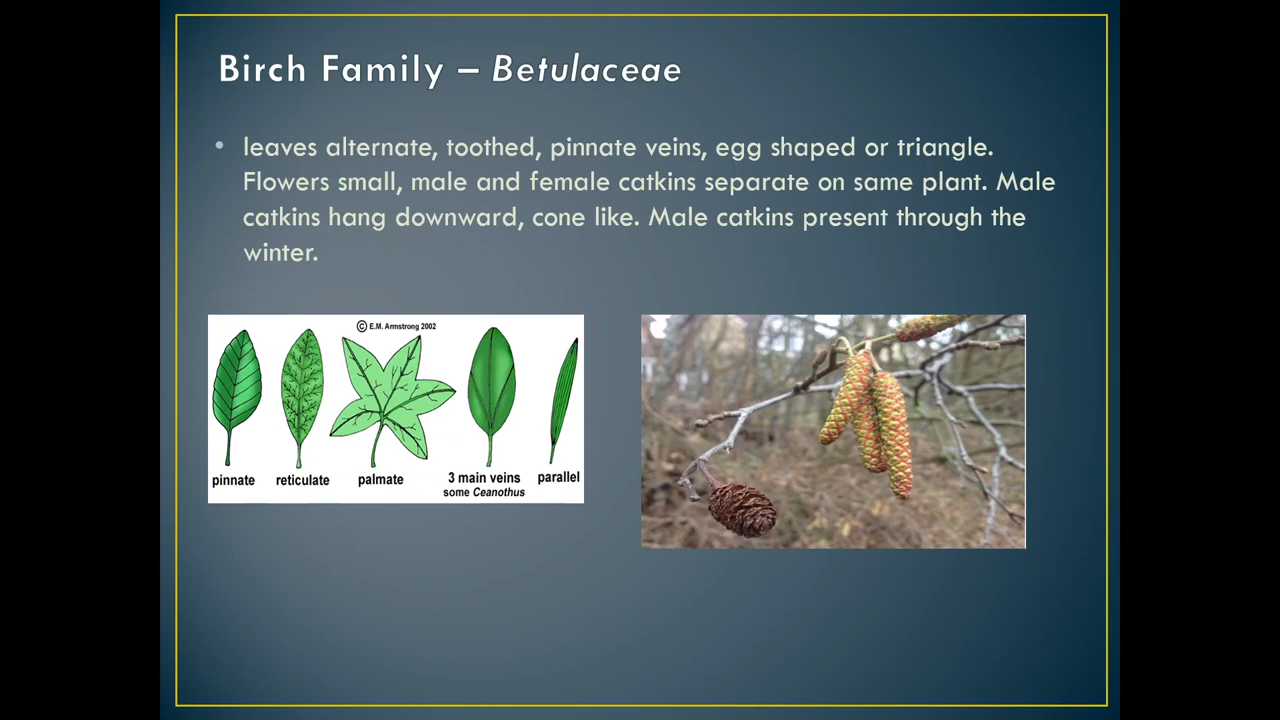 Birch Family – Betulaceae
• leaves alternate, toothed, pinnate veins, egg shaped or triangle.
Flowers small, male and female catkins separate on same plant. Male
catkins hang downward, cone like. Male catkins present through the
winter.
© E.M. Armstrong 2002
pinnate reticulate palmate 3 main veins parallel
some Ceanothus